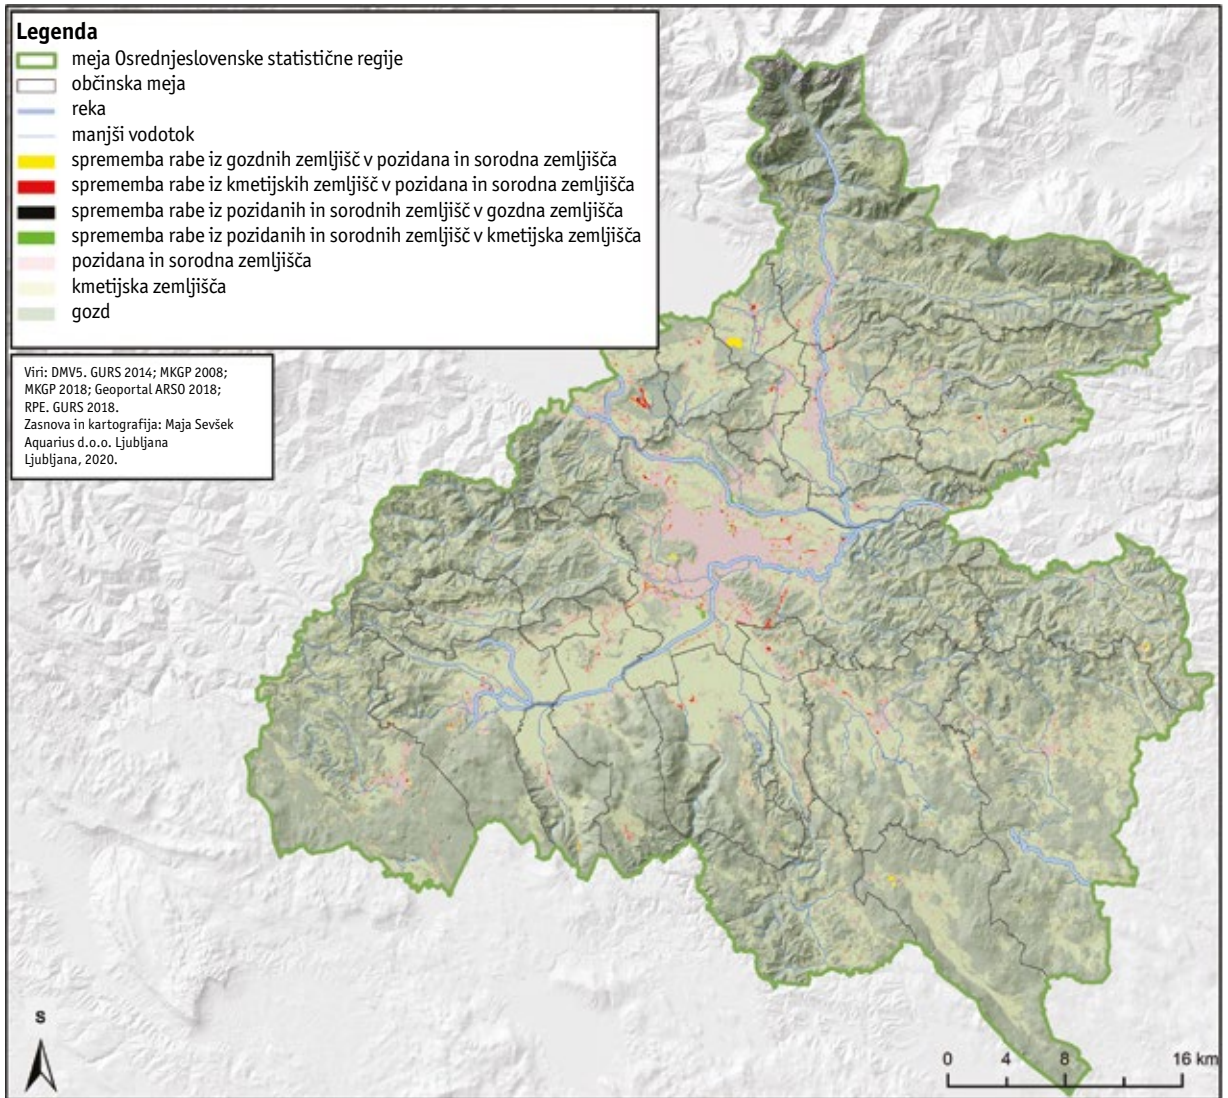 Legenda
meja Osrednjeslovenske statistične regije
občinska meja
reka
manjši vodotok
sprememba rabe iz gozdnih zemljišč v pozidana in sorodna zemljišča
sprememba rabe iz kmetijskih zemljišč v pozidana in sorodna zemljišča
sprememba rabe iz pozidanih in sorodnih zemljišč v gozdna zemljišča
sprememba rabe iz pozidanih in sorodnih zemljišč v kmetijska zemljišča
pozidana in sorodna zemljišča
kmetijska zemljišča
gozd
Viri: DMV5. GURS 2014; MKGP 2008;
MKGP 2018; Geoportal ARSO 2018;
RPE. GURS 2018.
Zasnova in kartografija: Maja Sevšek
Aquarius d.o.o. Ljubljana
Ljubljana, 2020.
S
0 4 8 16 km